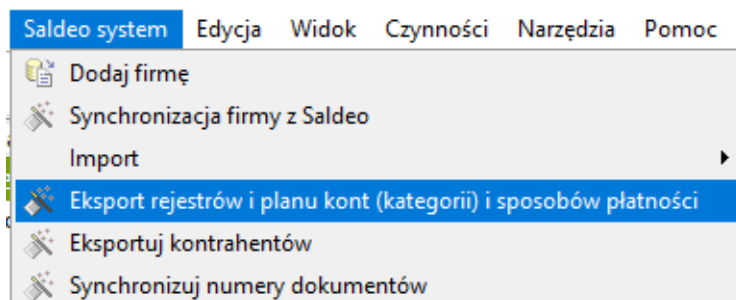 Saldeo system Edycja Widok Czynności Narzędzia Pomoc
Dodaj firmę
Synchronizacja firmy z Saldeo
Import
Eksport rejestrów i planu kont (kategorii) i sposobów płatności
Eksportuj kontrahentów
Synchronizuj numery dokumentów